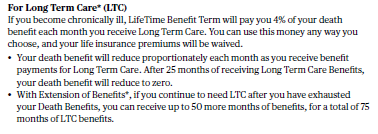 For Long Term Care* (LTC)
If you become chronically ill, LifeTime Benefit Term will pay you 4% of your death
benefit each month you receive Long Term Care. You can use this money any way you
choose, and your life insurance premiums will be waived.
• Your death benefit will reduce proportionately each month as you receive benefit
payments for Long Term Care. After 25 months of receiving Long Term Care Benefits,
your death benefit will reduce to zero.
• With Extension of Benefits*, if you continue to need LTC after you have exhausted
your Death Benefits, you can receive up to 50 more months of benefits, for a total of 75
months of LTC benefits.